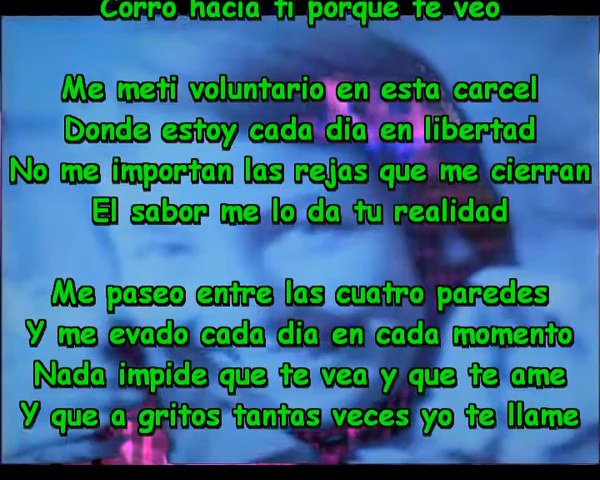 Corro hacia ti porque te veo
Me meti voluntario en esta carcel
Donde estoy cada dia en libertad
No me importan las rejas que me cierran
El sabor me lo da tu realidad
Me paseo entre las cuatro paredes
Y me evado cada dia en cada momento
Nada impide que te vea y que te ame
Y que a gritos tantas veces yo te llame